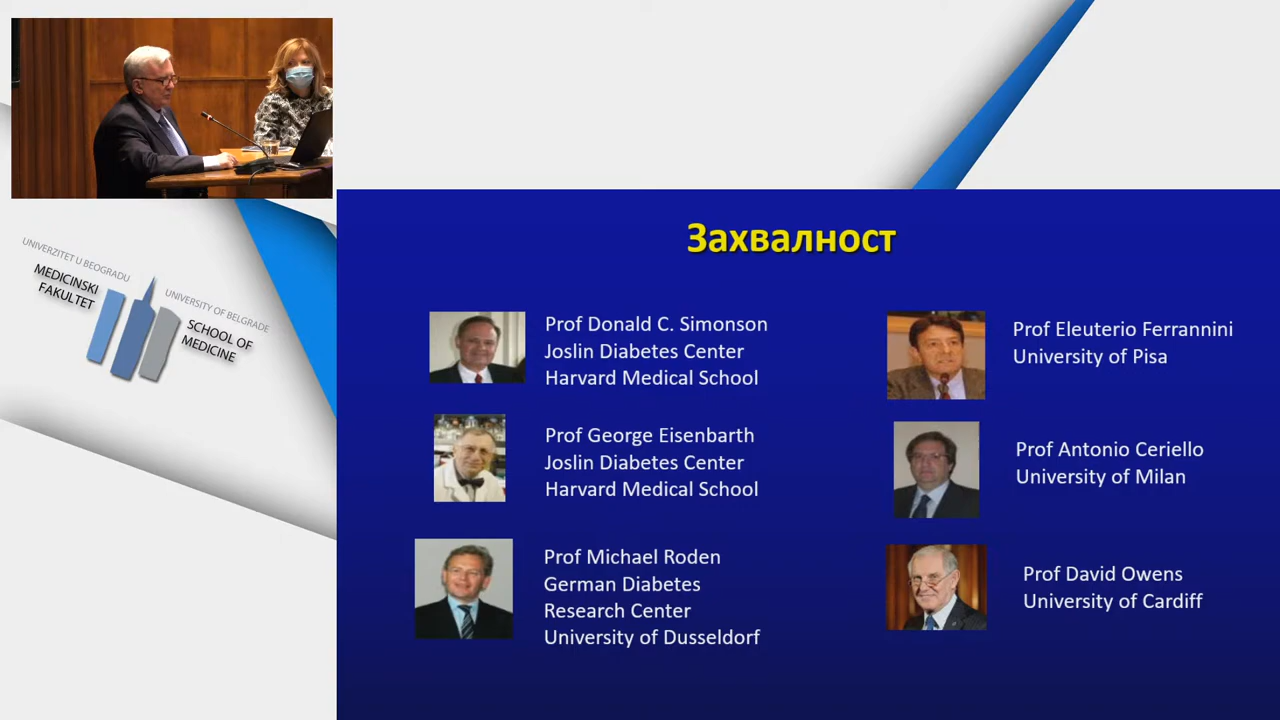 UNIVERZITET U BEOGRADU
MEDICINSKI
FAKULTET
UNIVERSITY OF BELGRADE
SCHOOL OF
MEDICINE
Захвалност
Prof Donald C. Simonson
Joslin Diabetes Center
Harvard Medical School
Prof George Eisenbarth
Joslin Diabetes Center
Harvard Medical School
Prof Michael Roden
German Diabetes
Research Center
University of Dusseldorf
Prof Eleuterio Ferrannini
University of Pisa
Prof Antonio Ceriello
University of Milan
Prof David Owens
University of Cardiff